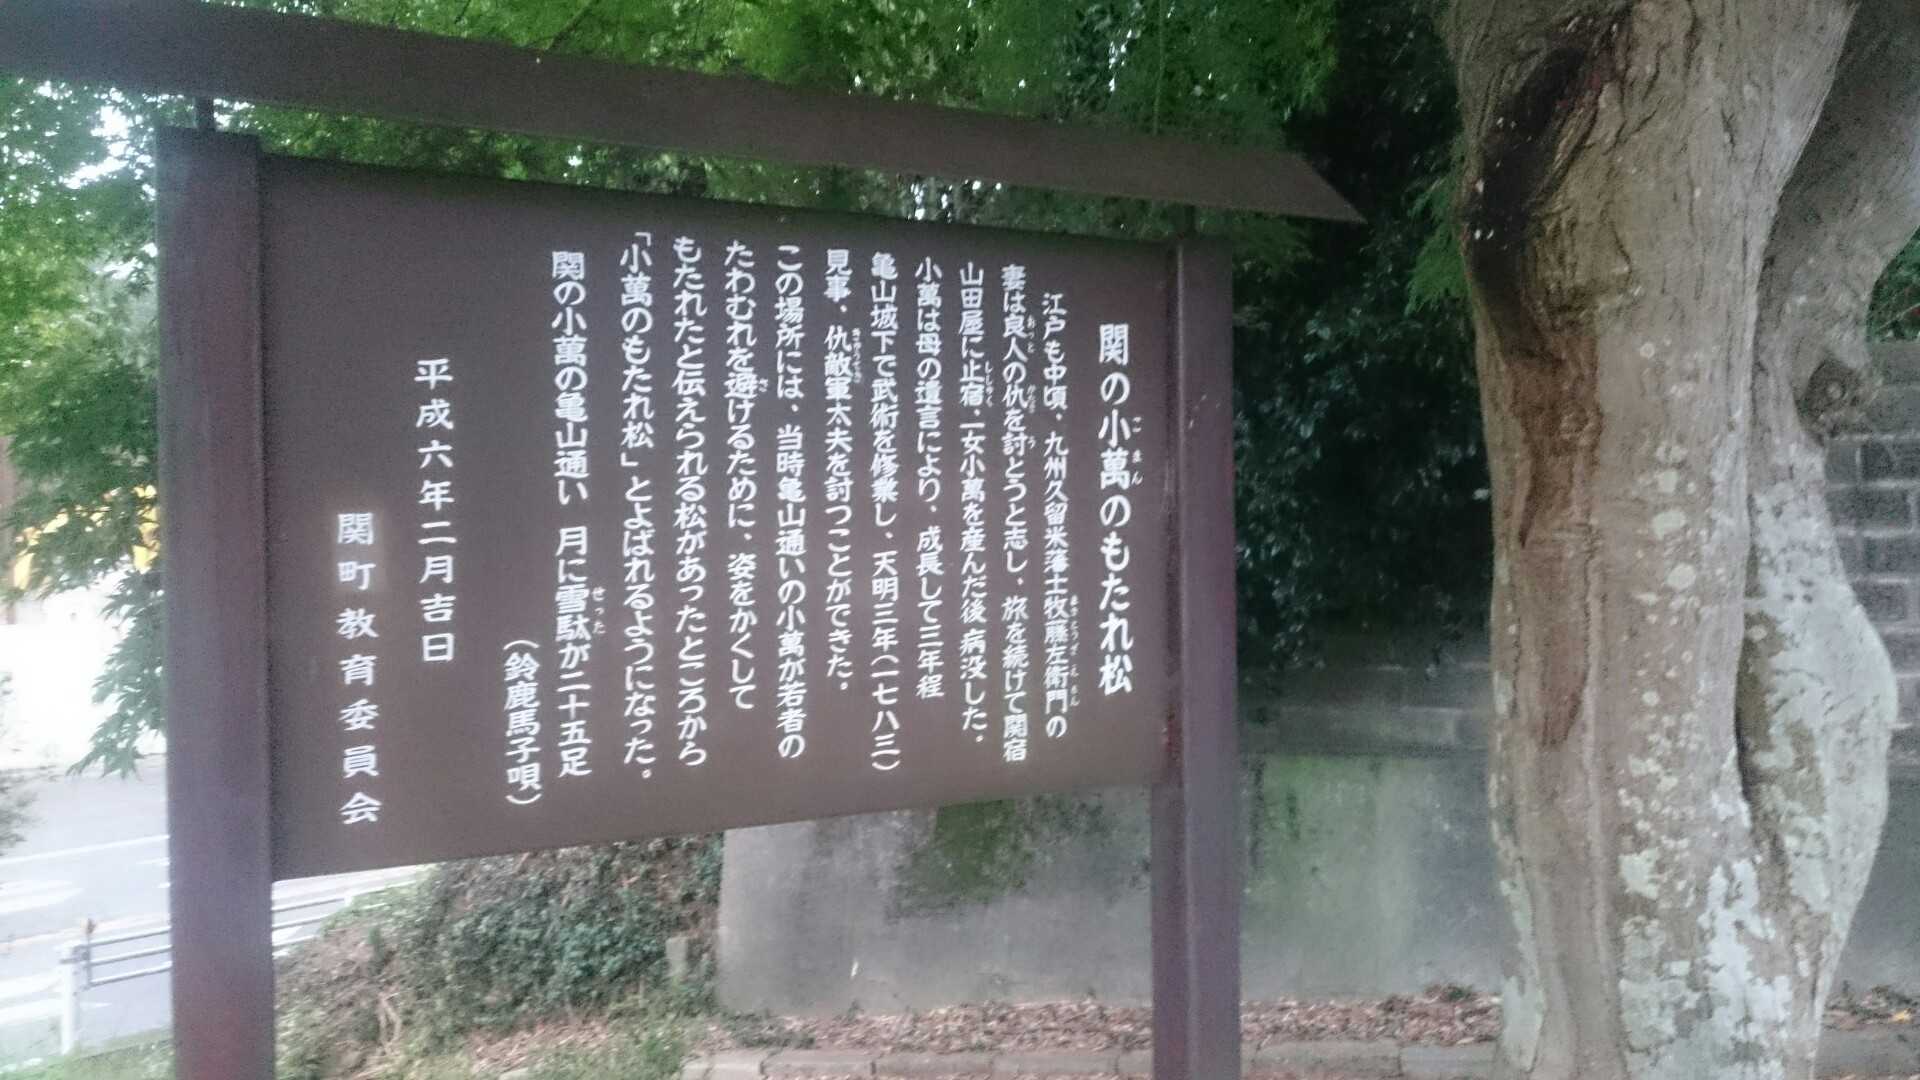 関の小萬のもたれ松
江戸も中頃、九州久留米藩士牧藤左衛門の
妻は良人の仇を討とうと志し、旅を続けて関宿
山田屋に止宿、一女小萬を産んだ後 病没した。
小萬は母の遺言により、成長して三年程
亀山城下で武術を修業し、天明三年(一七八三)
見事、仇敵軍太夫を討つことができた。
この場所には、当時亀山通いの小萬が若者の
たわむれを避けるために、姿をかくして
もたれたと伝えられる松があったところから
「小萬のもたれ松」とよばれるようになった。
関の小萬の亀山通い 月に雪駄が二十五足
(鈴鹿馬子唄)
平成六年二月吉日
関町教育委員会